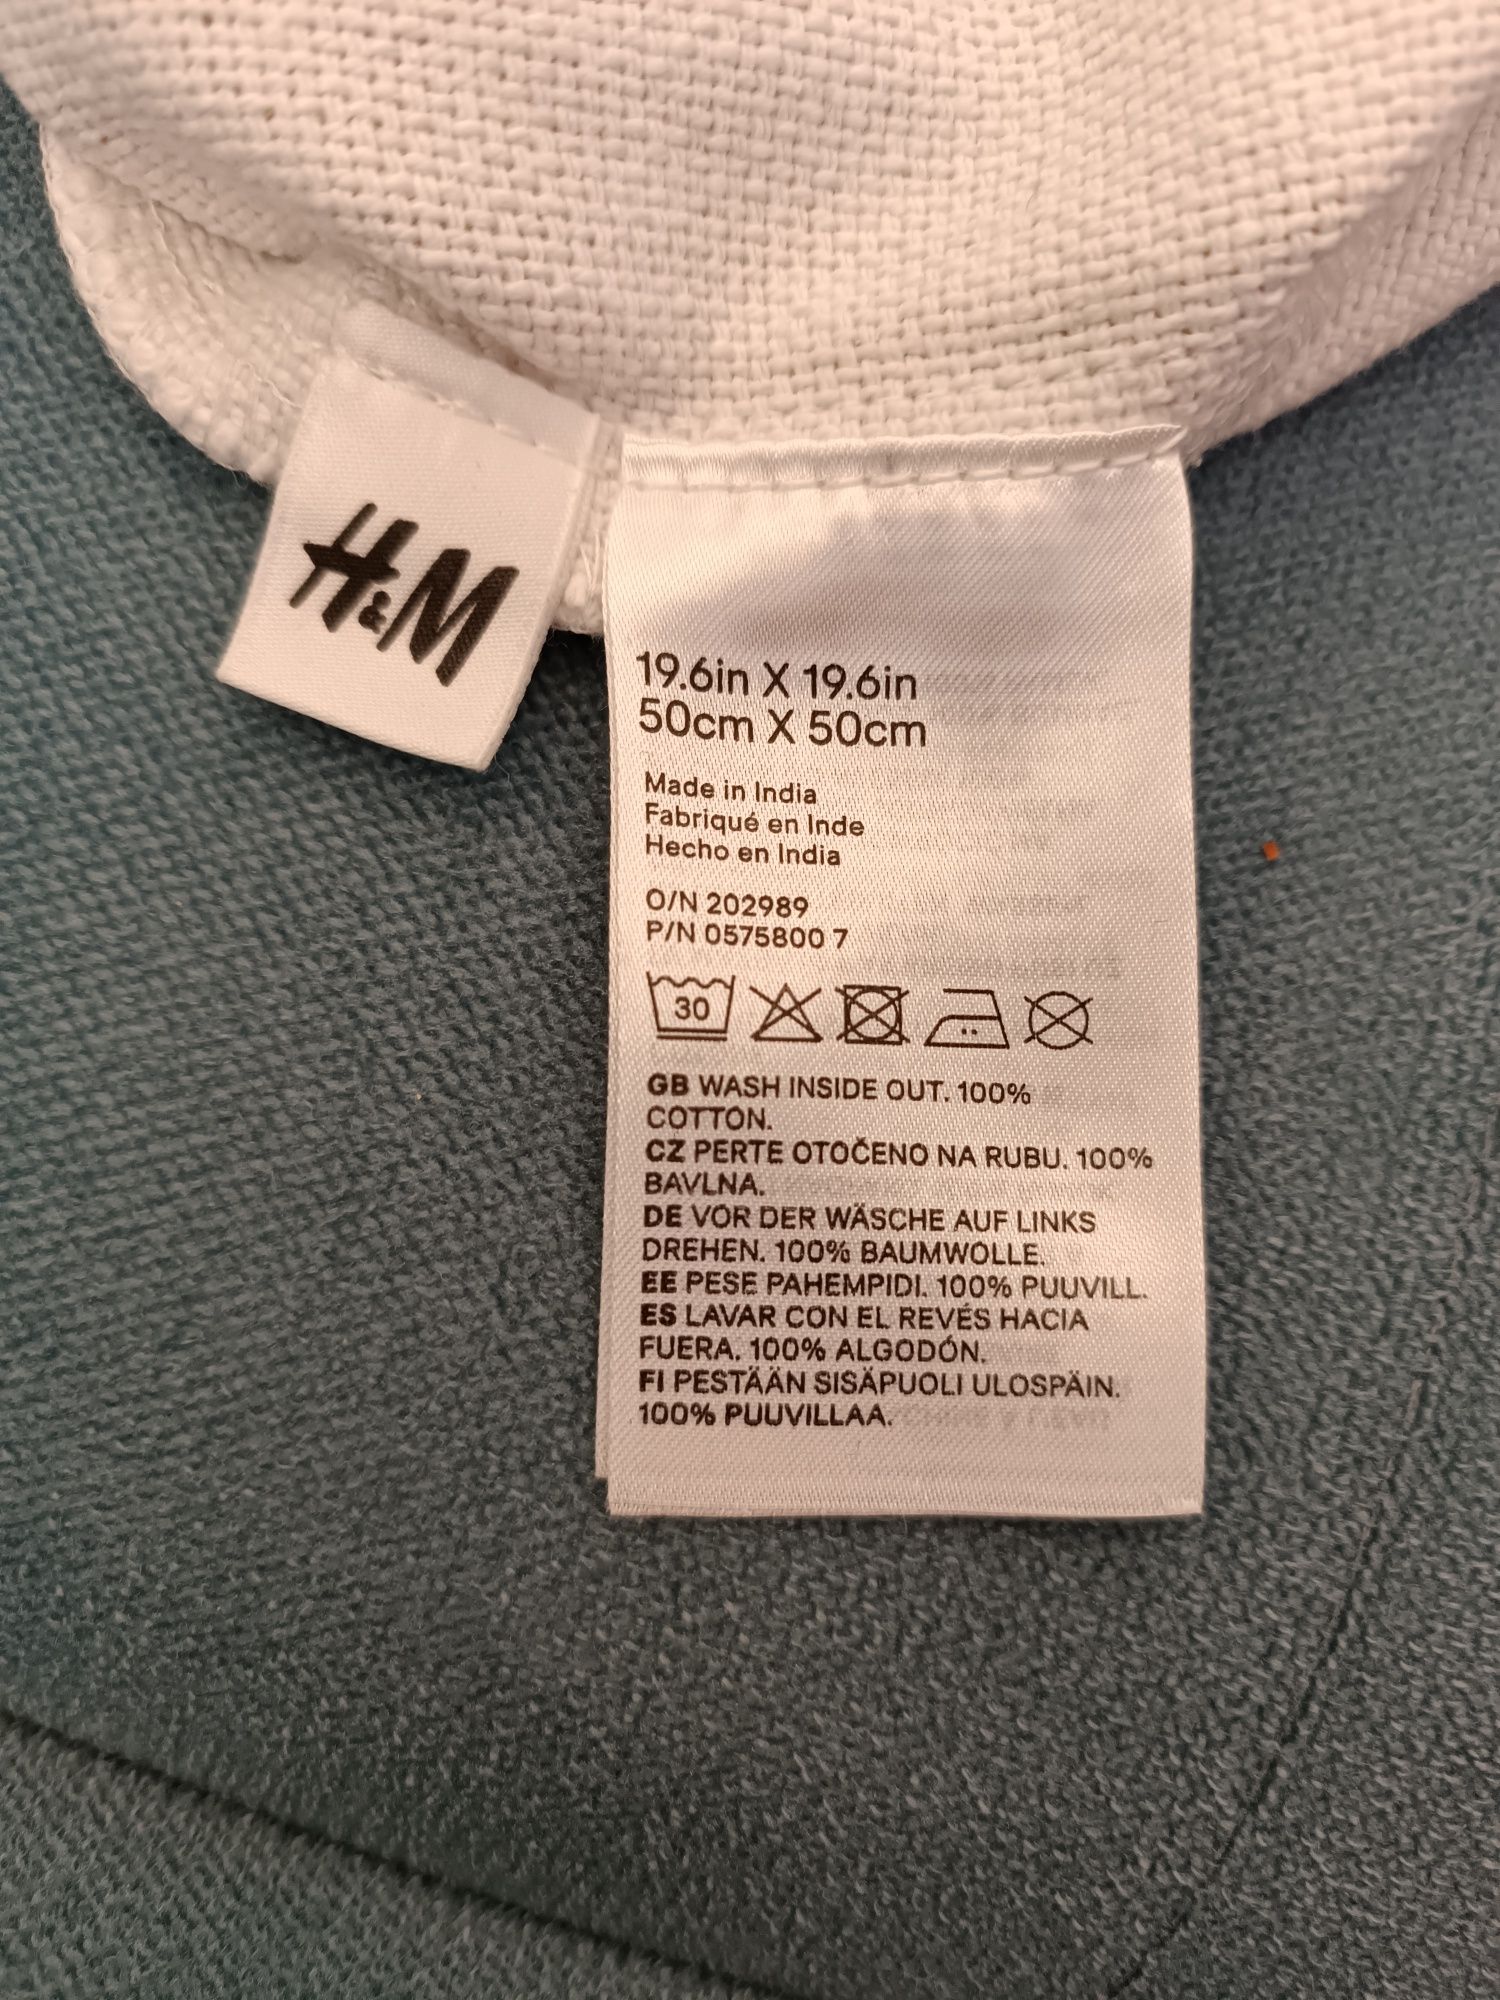 H&M
19.6in X 19.6in
50cm X 50cm
Made in India
Fabriqué en Inde
Hecho en India
O/N 202989
P/N 0575800 7
30
GB WASH INSIDE OUT. 100%
COTTON.
CZ PERTE OTOČENO NA RUBU. 100%
BAVLNA.
DE VOR DER WÄSCHE AUF LINKS
DREHEN. 100% BAUMWOLLE.
EE PESE PAHEMPIDI. 100% PUUVILL.
ES LAVAR CON EL REVÉS HACIA
FUERA. 100% ALGODÓN.
FI PESTÄÄN SISÄPUOLI ULOSPÄIN.
100% PUUVILLAA.